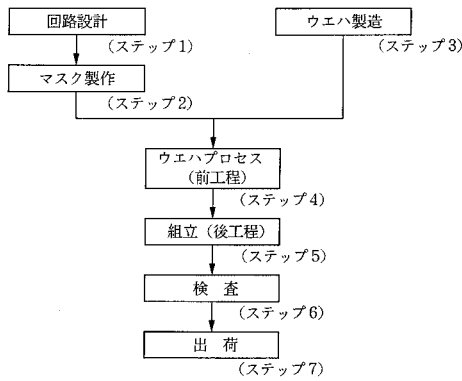 回路設計
(ステップ1)
ウエハ製造
(ステップ3)
マスク製作
(ステップ2)
ウエハプロセス
(前工程)
(ステップ4)
組立(後工程)
(ステップ5)
検 査
(ステップ6)
出 荷
(ステップ7)